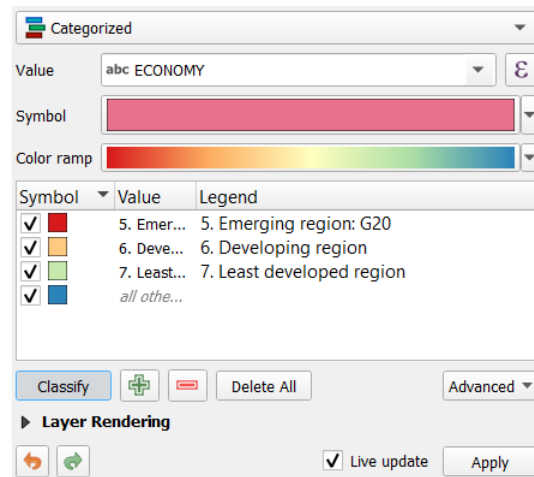 Categorized
Value abc ECONOMY ε
Symbol
Color ramp
Symbol Value Legend
5. Emer... 5. Emerging region: G20
6. Deve... 6. Developing region
7. Least... 7. Least developed region
all othe...
Classify Delete All Advanced
Layer Rendering
Live update Apply